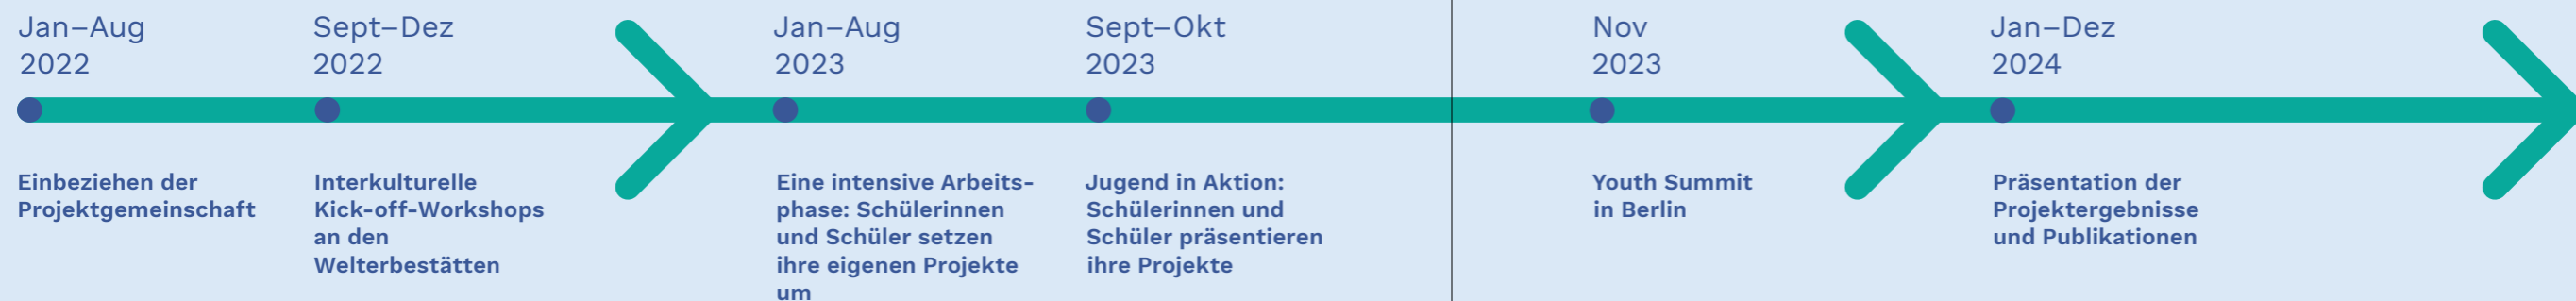 Jan–Aug
2022
Einbeziehen der
Projektgemeinschaft
Sept–Dez
2022
Interkulturelle
Kick-off-Workshops
an den
Welterbestätten
Jan–Aug
2023
Eine intensive Arbeits-
phase: Schülerinnen
und Schüler setzen
ihre eigenen Projekte
um
Sept–Okt
2023
Jugend in Aktion:
Schülerinnen und
Schüler präsentieren
ihre Projekte
Nov
2023
Youth Summit
in Berlin
Jan–Dez
2024
Präsentation der
Projektergebnisse
und Publikationen